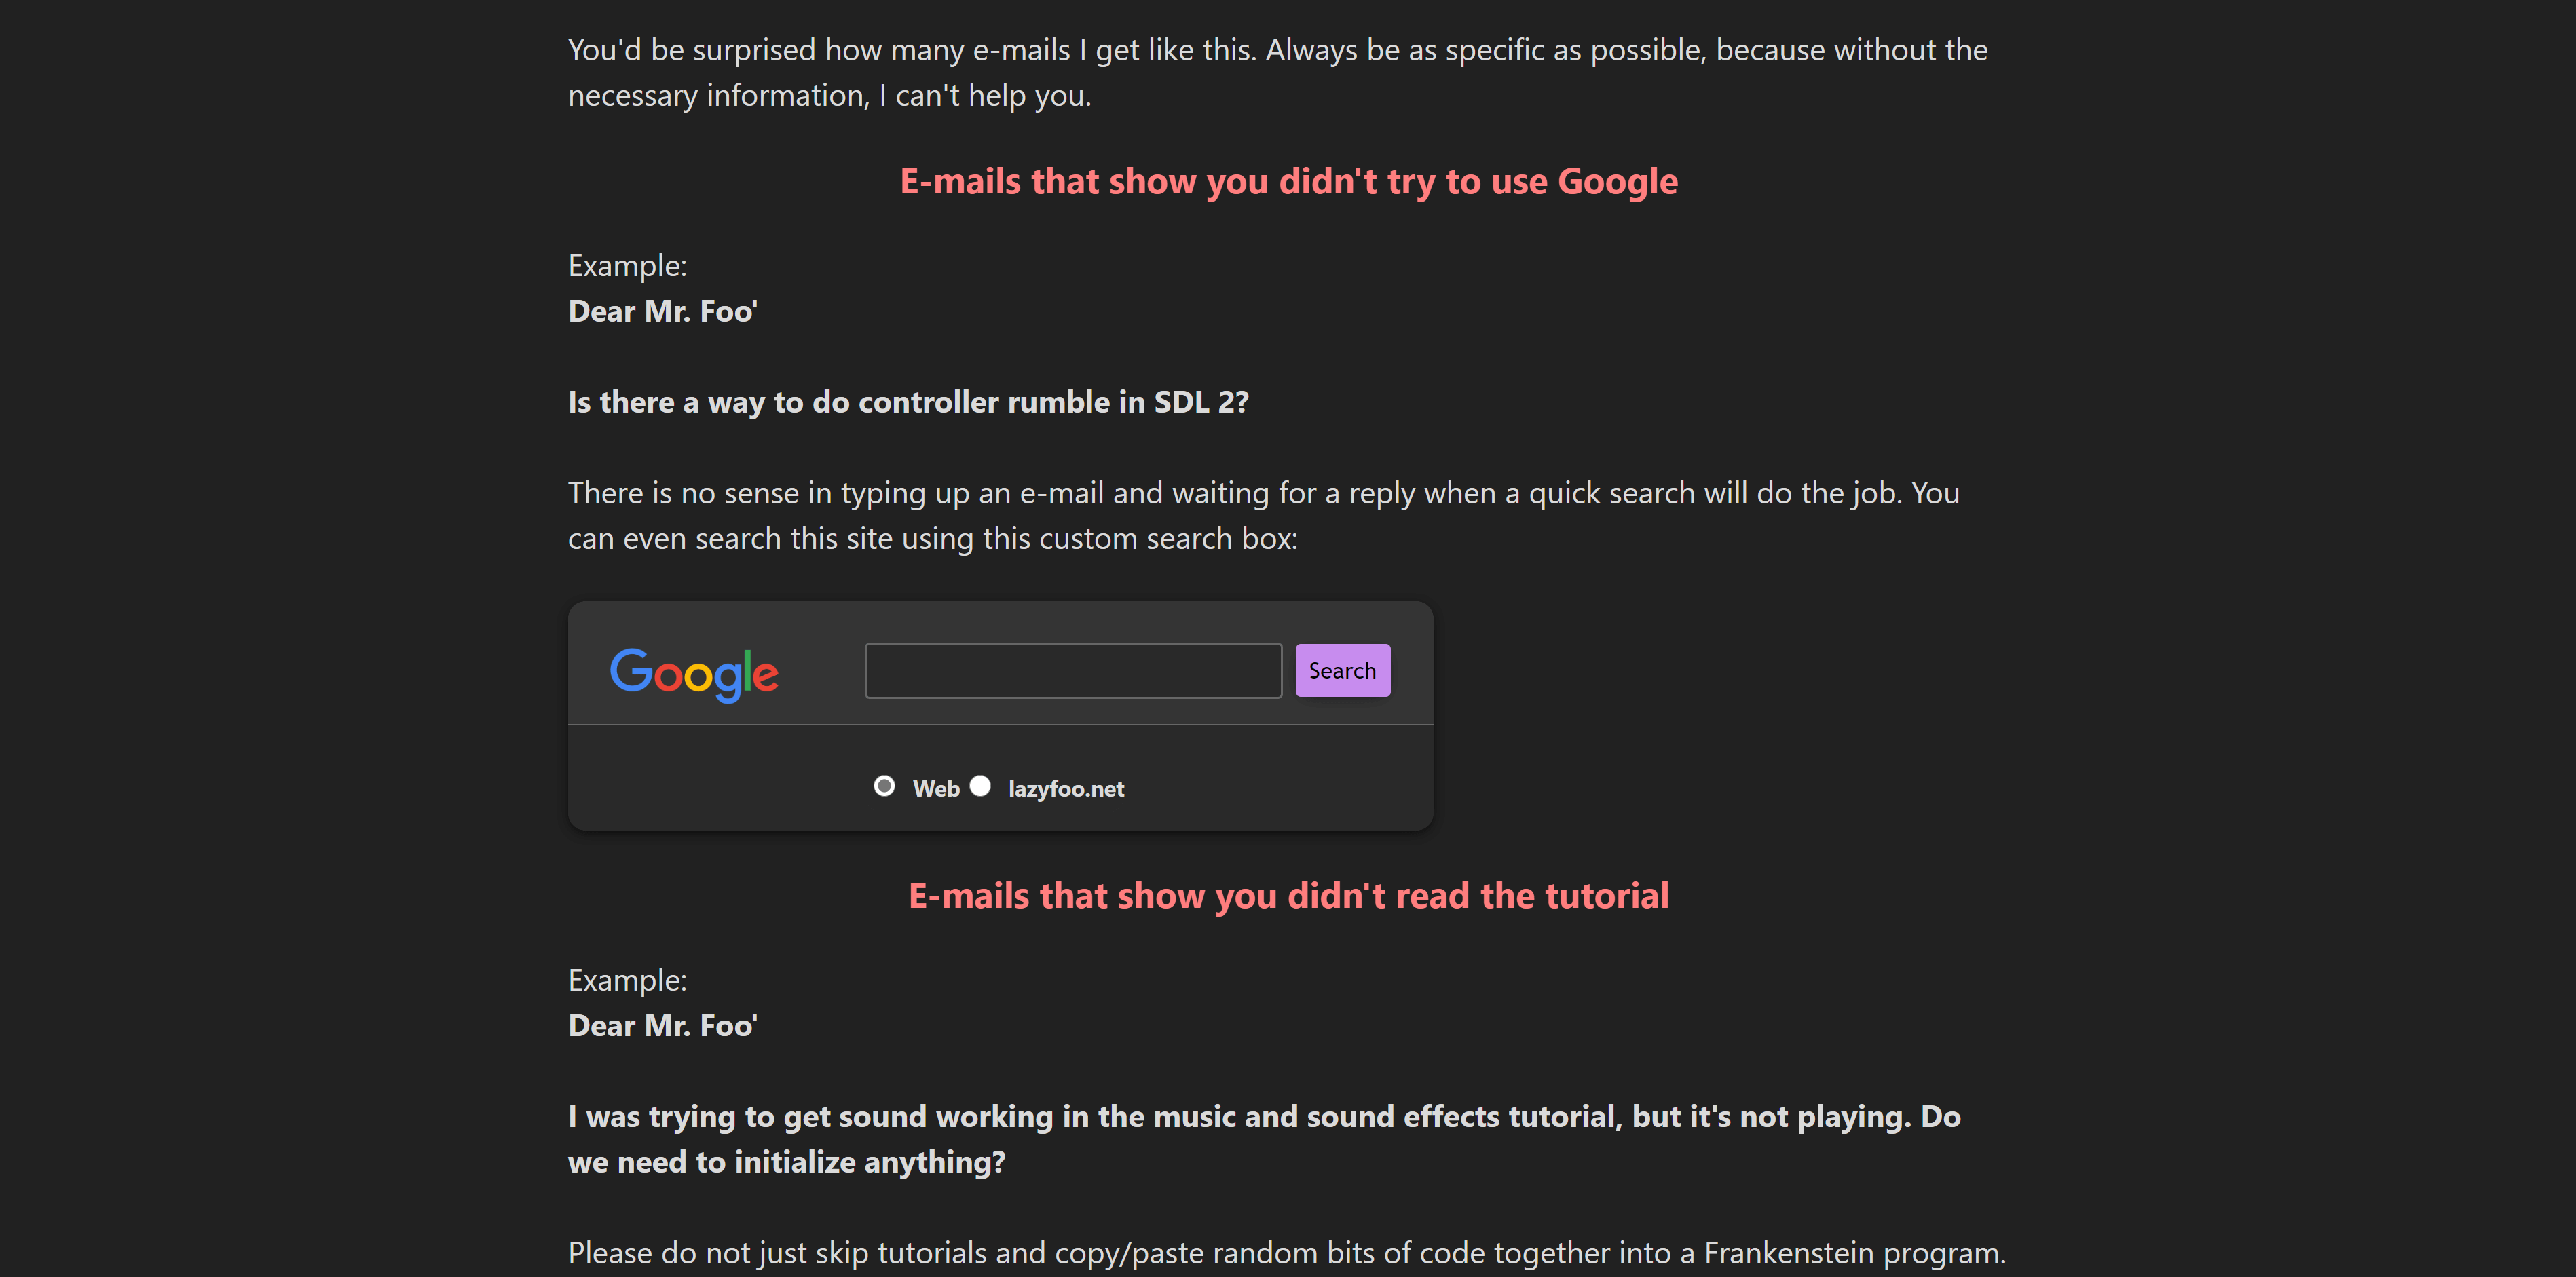 You'd be surprised how many e-mails I get like this. Always be as specific as possible, because without the
necessary information, I can't help you.
E-mails that show you didn't try to use Google
Example:
Dear Mr. Foo'
Is there a way to do controller rumble in SDL 2?
There is no sense in typing up an e-mail and waiting for a reply when a quick search will do the job. You
can even search this site using this custom search box:
Google Search
Web lazyfoo.net
E-mails that show you didn't read the tutorial
Example:
Dear Mr. Foo'
I was trying to get sound working in the music and sound effects tutorial, but it's not playing. Do
we need to initialize anything?
Please do not just skip tutorials and copy/paste random bits of code together into a Frankenstein program.